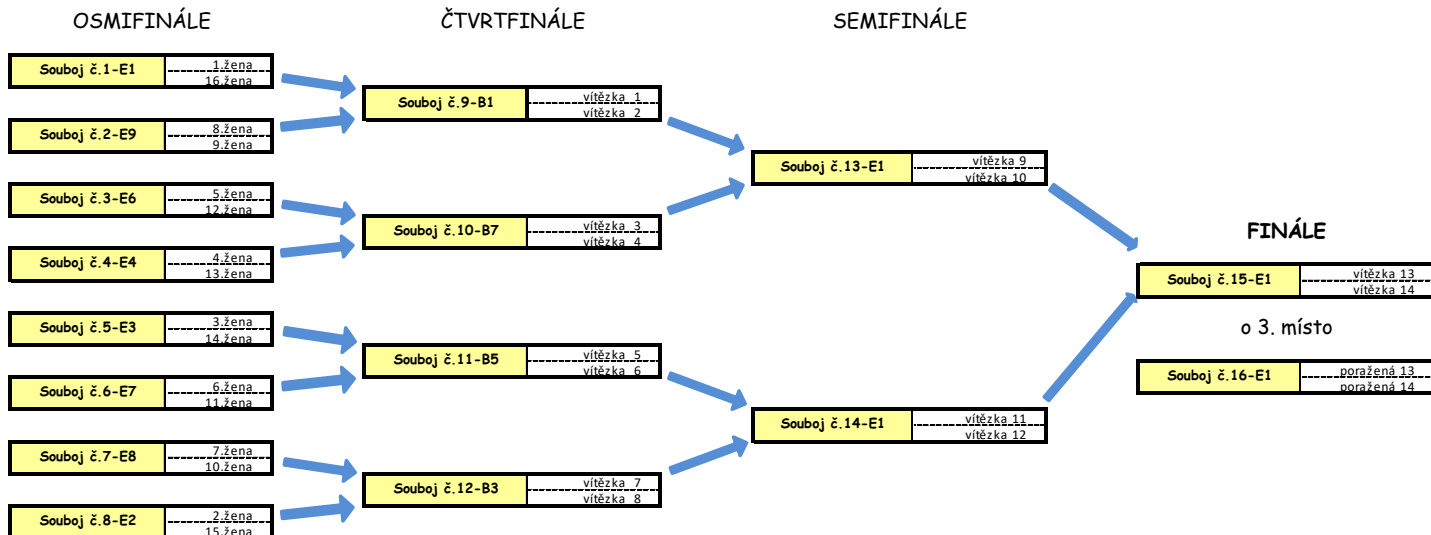 OSMIFINÁLE
ČTVRTFINÁLE
SEMIFINÁLE
Souboj č.1-E1
1.žena
16.žena
Souboj č.2-E9
8.žena
9.žena
Souboj č.3-E6
5.žena
12.žena
Souboj č.4-E4
4.žena
13.žena
Souboj č.5-E3
3.žena
14.žena
Souboj č.6-E7
6.žena
11.žena
Souboj č.7-E8
7.žena
10.žena
Souboj č.8-E2
2.žena
15.žena
Souboj č.9-B1
vítězka 1
vítězka 2
Souboj č.10-B7
vítězka 3
vítězka 4
Souboj č.11-B5
vítězka 5
vítězka 6
Souboj č.12-B3
vítězka 7
vítězka 8
Souboj č.13-E1
vítězka 9
vítězka 10
Souboj č.14-E1
vítězka 11
vítězka 12
FINÁLE
Souboj č.15-E1
vítězka 13
vítězka 14
o 3. místo
Souboj č.16-E1
poražená 13
poražená 14